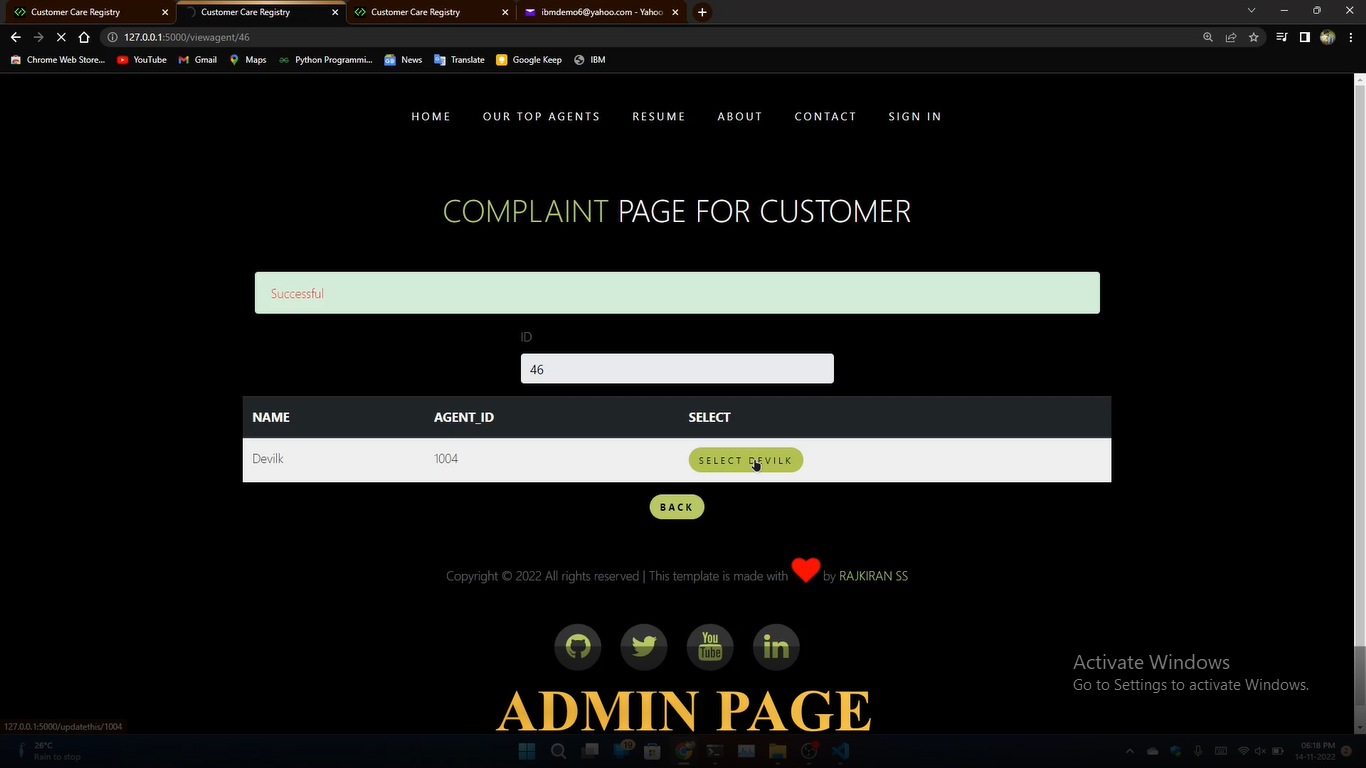 Customer Care Registry
Customer Care Registry
Customer Care Registry
ibmdemo6@yahoo.com - Yahoo
127.0.0.1:5000/viewagent/46
Chrome Web Store... YouTube Gmail Maps Python Programmi... News Translate Google Keep IBM
HOME OUR TOP AGENTS RESUME ABOUT CONTACT SIGN IN
COMPLAINT PAGE FOR CUSTOMER
Successful
ID
46
NAME AGENT_ID SELECT
Devilk 1004 SELECT DEVILK
BACK
Copyright © 2022 All rights reserved | This template is made with by RAJKIRAN SS
You
Tube
in
Activate Windows
Go to Settings to activate Windows.
ADMIN PAGE
127.0.0.1:5000/updatethis/1004
26°C
Rain to stop
06:18 PM
14-11-2022